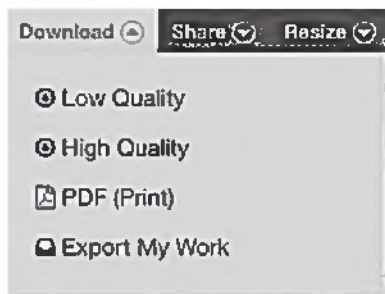 Download Share Resize
Low Quality
High Quality
PDF (Print)
Export My Work